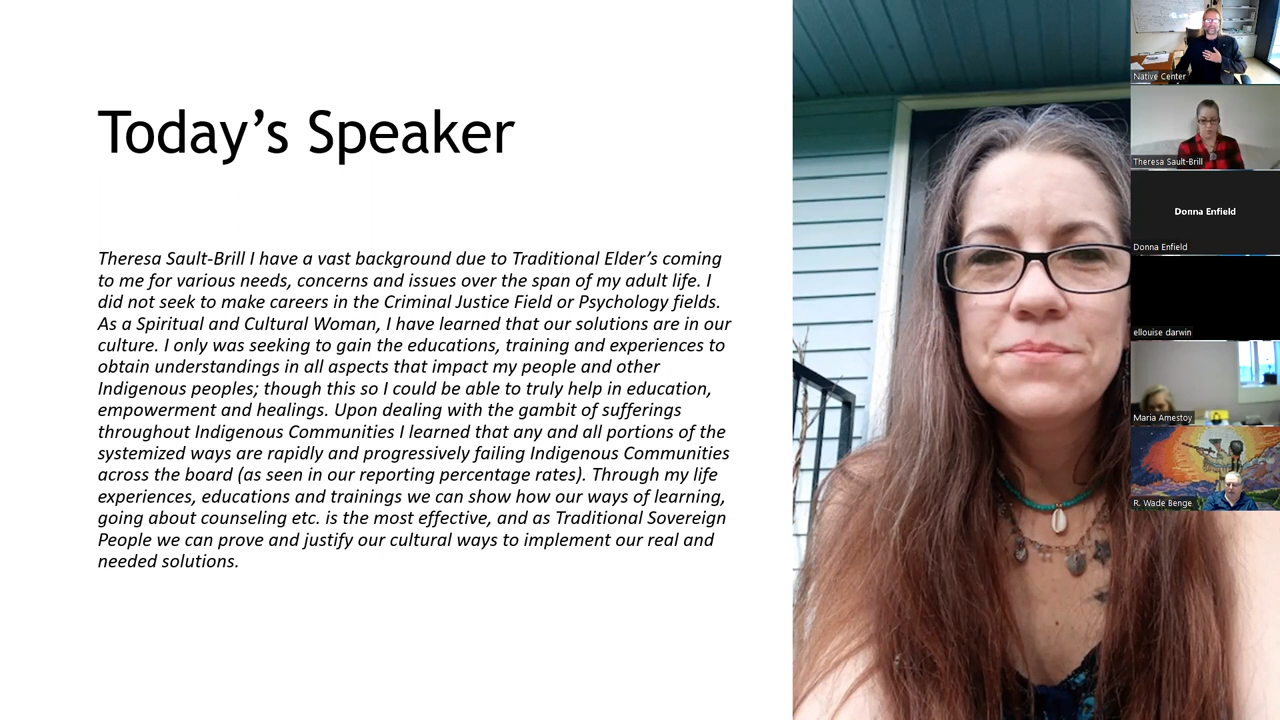 Today's Speaker
Theresa Sault-Brill I have a vast background due to Traditional Elder's coming
to me for various needs, concerns and issues over the span of my adult life. I
did not seek to make careers in the Criminal Justice Field or Psychology fields.
As a Spiritual and Cultural Woman, I have learned that our solutions are in our
culture. I only was seeking to gain the educations, training and experiences to
obtain understandings in all aspects that impact my people and other
Indigenous peoples; though this so I could be able to truly help in education,
empowerment and healings. Upon dealing with the gambit of sufferings
throughout Indigenous Communities I learned that any and all portions of the
systemized ways are rapidly and progressively failing Indigenous Communities
across the board (as seen in our reporting percentage rates). Through my life
experiences, educations and trainings we can show how our ways of learning,
going about counseling etc. is the most effective, and as Traditional Sovereign
People we can prove and justify our cultural ways to implement our real and
needed solutions.
Native Center
Theresa Sault-Brill
Donna Enfield
Donna Enfield
ellouise darwin
Maria Amestoy
R. Wade Benge